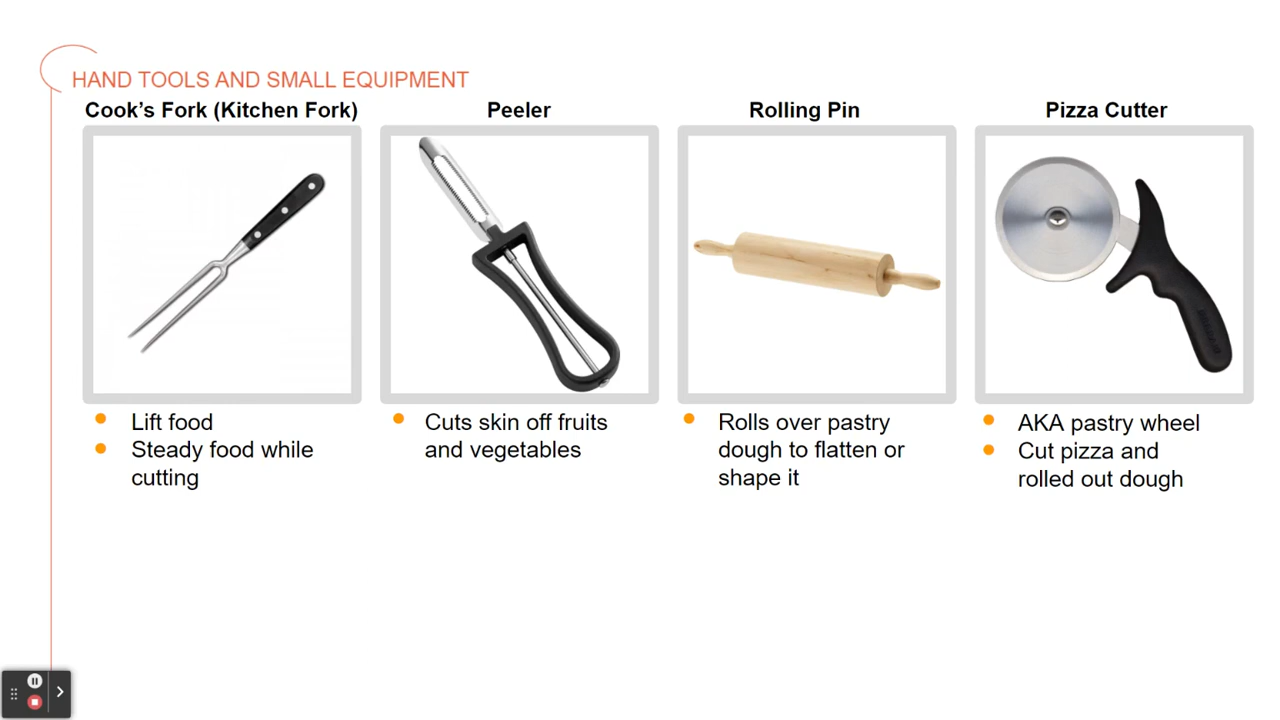 HAND TOOLS AND SMALL EQUIPMENT
Cook’s Fork (Kitchen Fork)
Peeler
Rolling Pin
Pizza Cutter
Lift food
Steady food while
cutting
Cuts skin off fruits
and vegetables
Rolls over pastry
dough to flatten or
shape it
AKA pastry wheel
Cut pizza and
rolled out dough